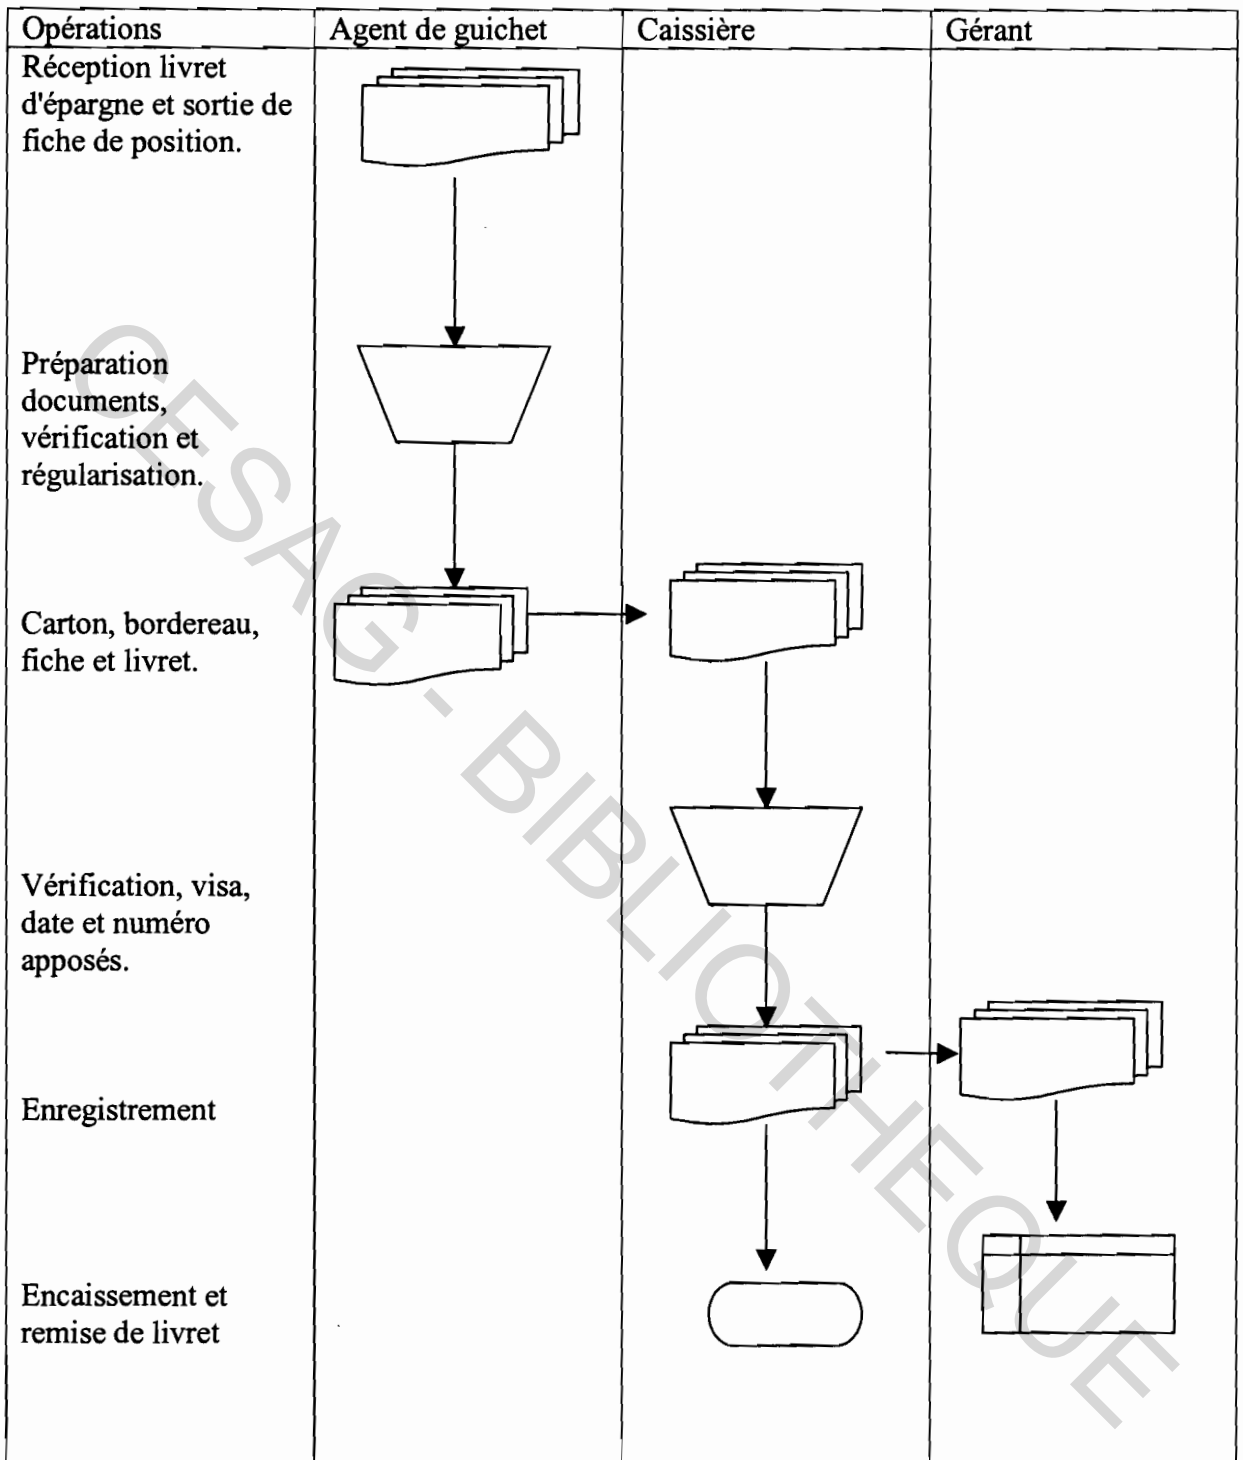 Opérations
Agent de guichet
Caissière
Gérant
Réception livret
d'épargne et sortie de
fiche de position.
Préparation
documents,
vérification et
régularisation.
Carton, bordereau,
fiche et livret.
Vérification, visa,
date et numéro
apposés.
Enregistrement
Encaissement et
remise de livret
CESAG - BIBLIOTHEQUE